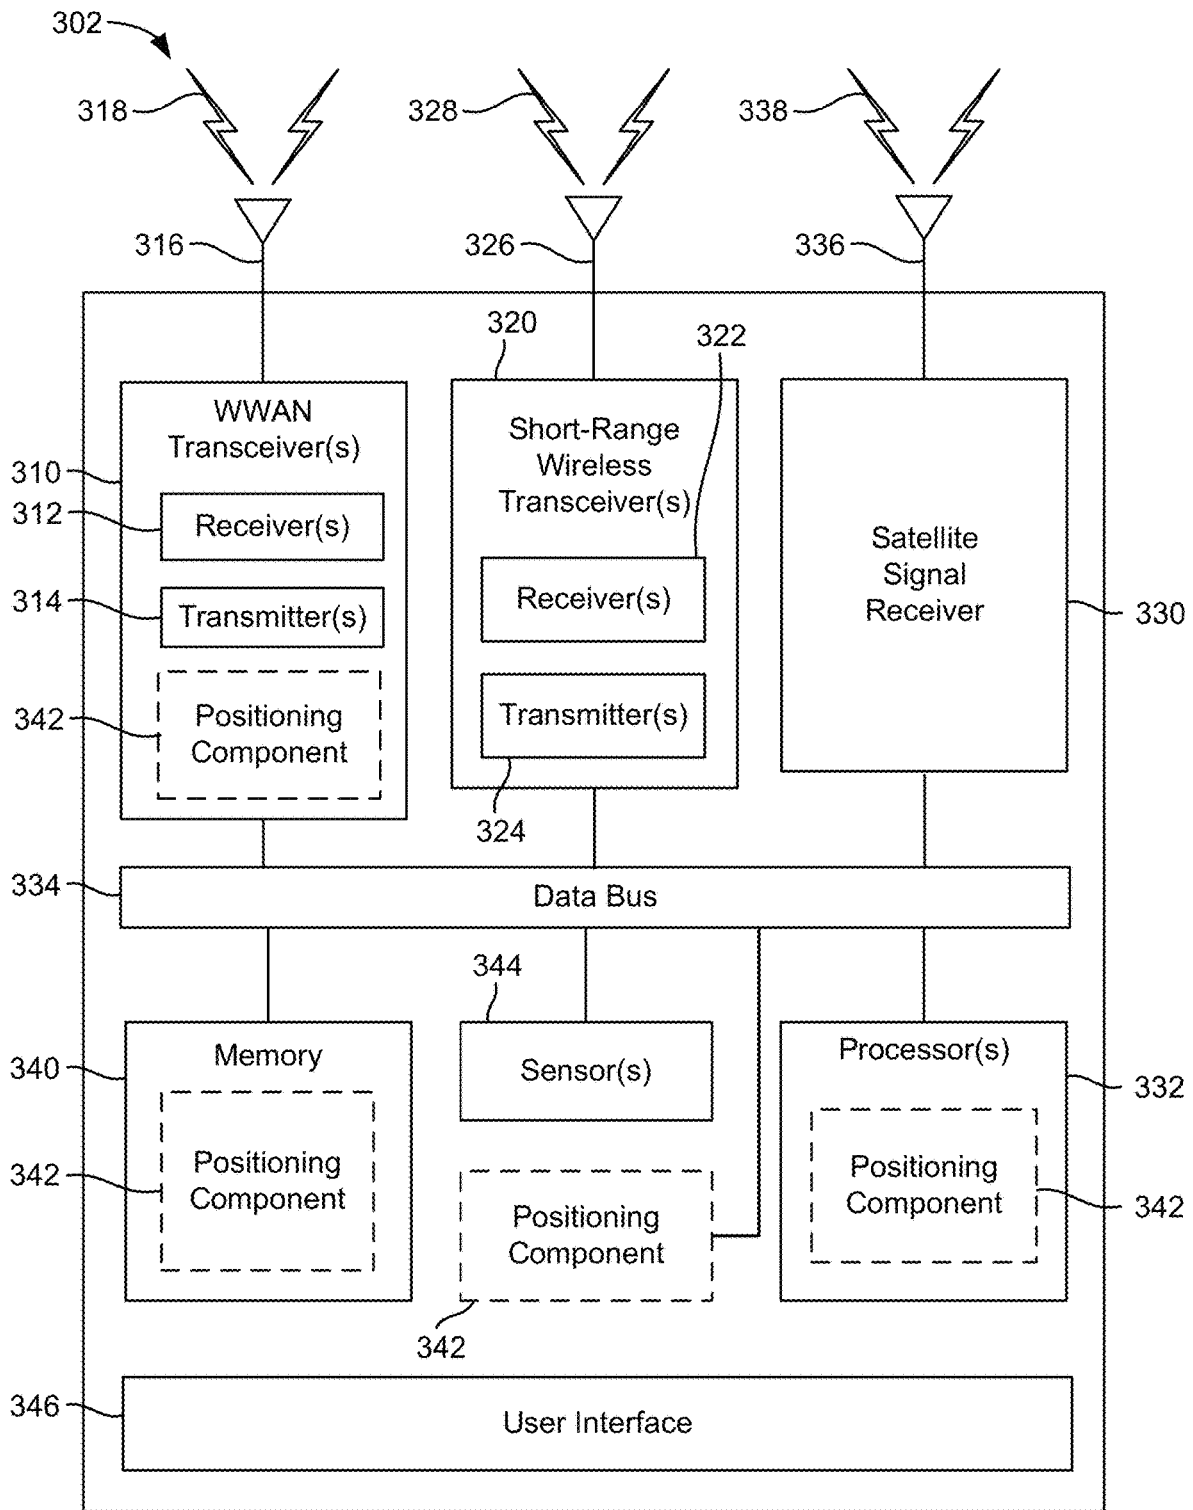 302
318
328
338
316
326
336
320
322
WWAN
Transceiver(s)
Short-Range
Wireless
Transceiver(s)
310
312
Receiver(s)
Satellite
Signal
Receiver
314
Transmitter(s)
Receiver(s)
330
342
Positioning
Component
Transmitter(s)
324
334
Data Bus
344
340
Memory
Sensor(s)
Processor(s)
332
342
Positioning
Component
Positioning
Component
Positioning
Component
342
342
346
User Interface